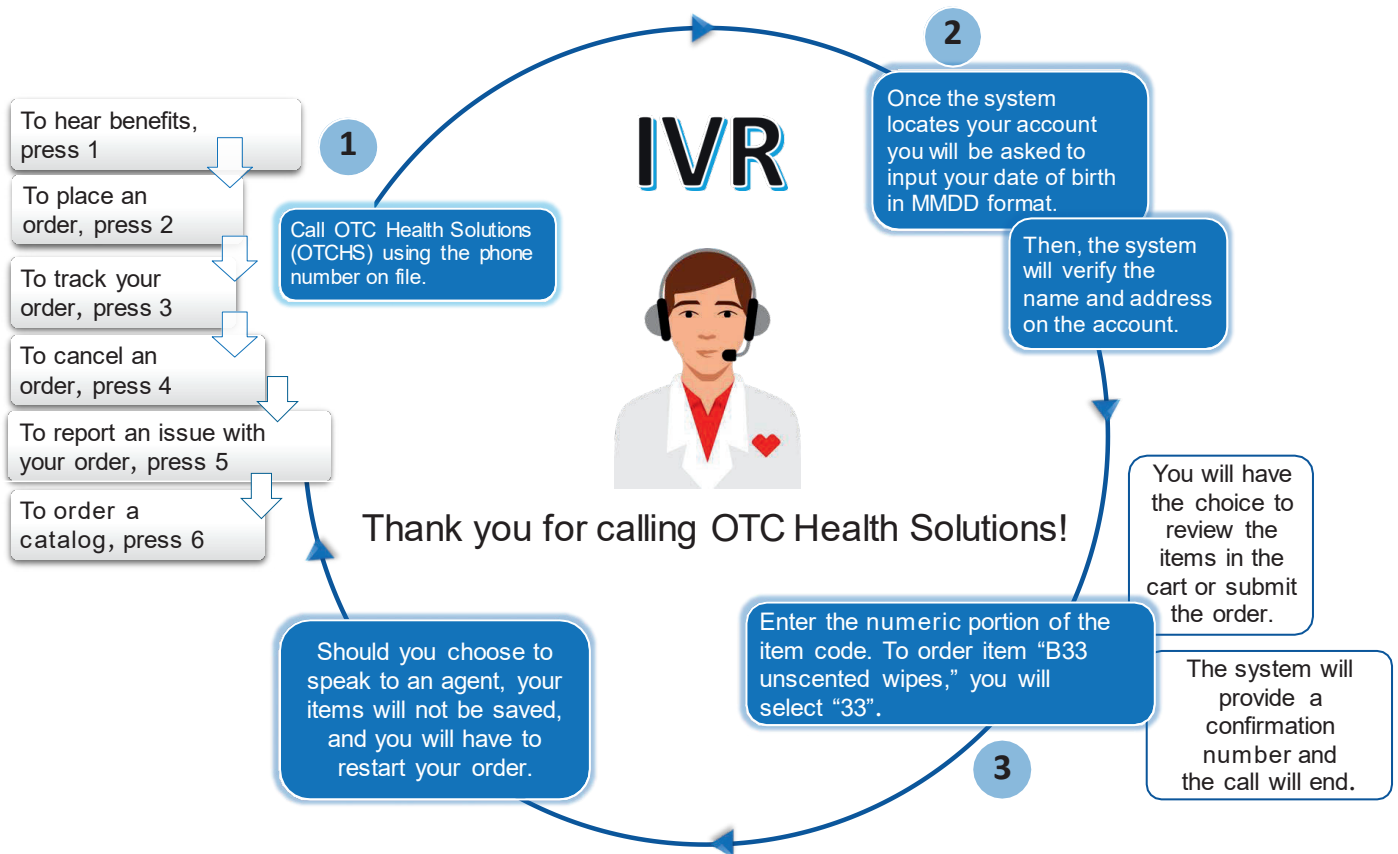 IVR
1
Call OTC Health Solutions
(OTCHS) using the phone
number on file.
To hear benefits,
press 1
To place an
order, press 2
To track your
order, press 3
To cancel an
order, press 4
To report an issue with
your order, press 5
To order a
catalog, press 6
2
Once the system
locates your account
you will be asked to
input your date of birth
in MMDD format.
Then, the system
will verify the
name and address
on the account.
Thank you for calling OTC Health Solutions!
3
Enter the numeric portion of the
item code. To order item “B33
unscented wipes,” you will
select “33”.
You will have
the choice to
review the
items in the
cart or submit
the order.
The system will
provide a
confirmation
number and
the call will end.
Should you choose to
speak to an agent, your
items will not be saved,
and you will have to
restart your order.